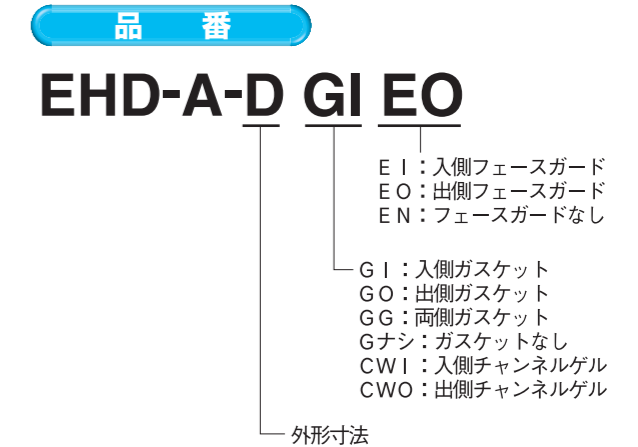 品 番
EHD-A-D GI EO
EI：入側フェースガード
EO：出側フェースガード
EN：フェースガードなし
GI：入側ガスケット
GO：出側ガスケット
GG：両側ガスケット
Gナシ：ガスケットなし
CWI：入側チャンネルゲル
CWO：出側チャンネルゲル
外形寸法